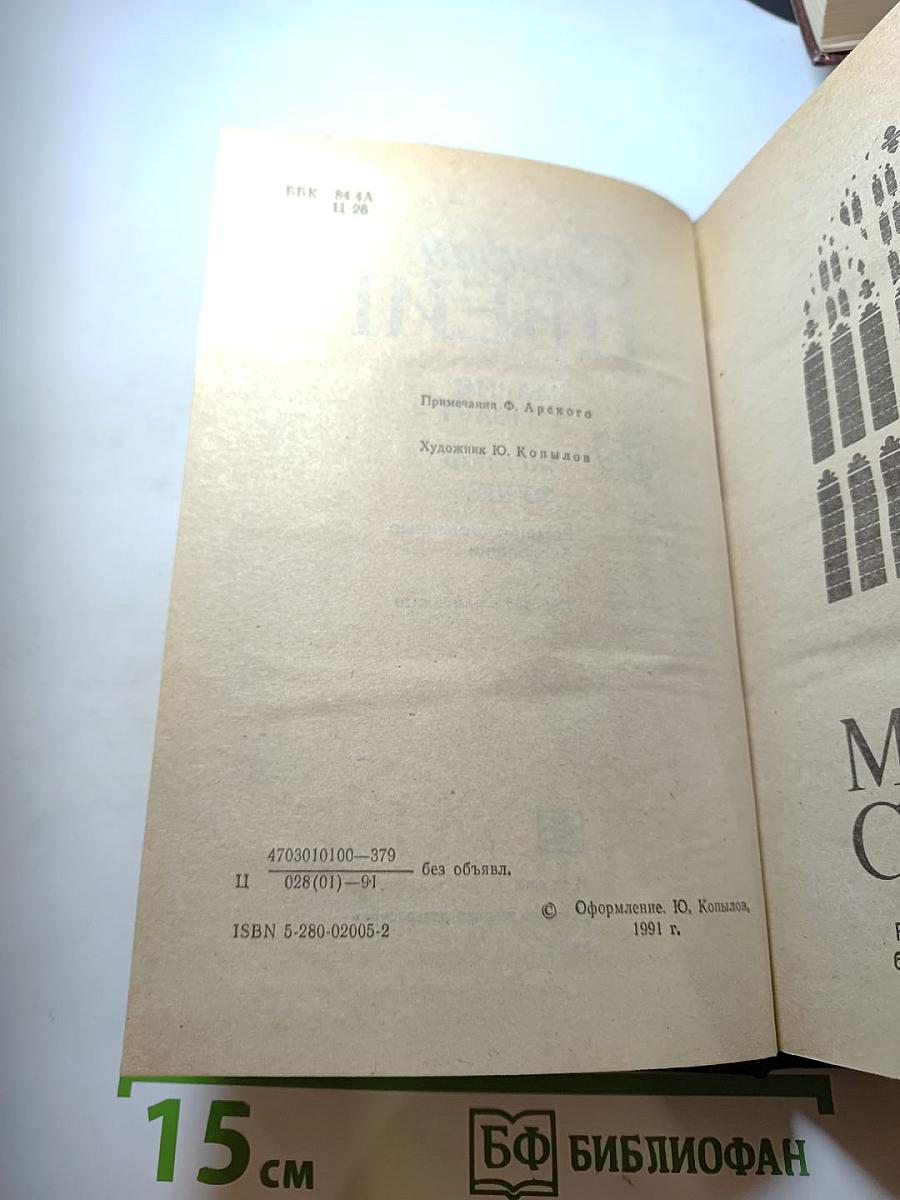 ББК 84.4А
Ц 26
Примечания Ф. Арского
Художник Ю. Копылов
4703010100—379
Ц
028(01)—91
без объявл.
ISBN 5-280-02005-2
© Оформление. Ю. Копылов,
1991 г.
М
С
15 см
БФ БИБЛИОФАН